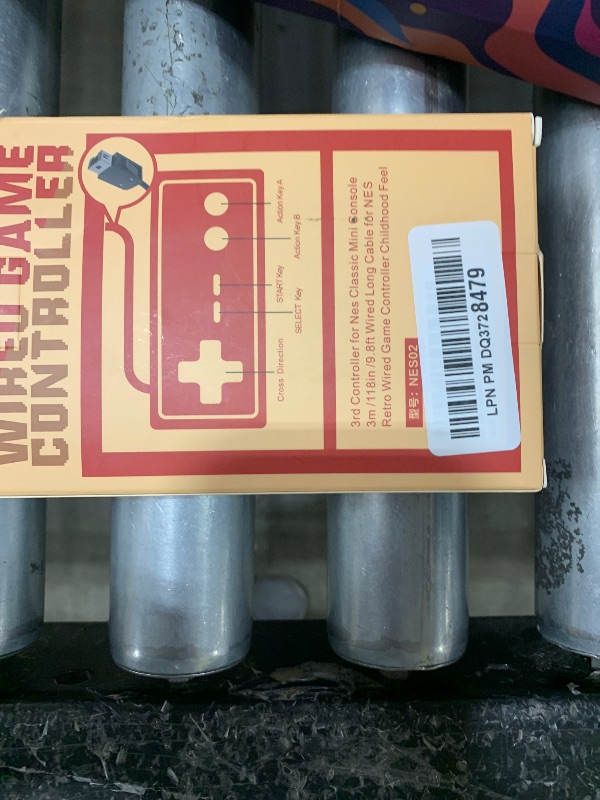 WIRED GAME
CONTROLLER
Action Key A
Action Key B
START Key
SELECT Key
Cross Direction
3rd Controller for Nes Classic Mini Console
3m /118in /9.8ft Wired Long Cable for NES
Retro Wired Game Controller Childhood Feel
型号: NES02
LPN PM DQ3728479